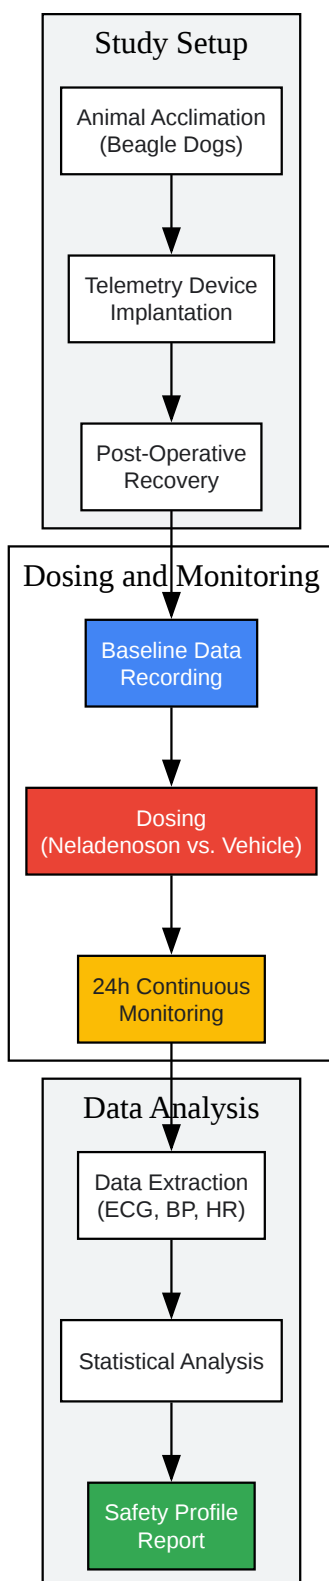 Study Setup
Animal Acclimation
(Beagle Dogs)
Telemetry Device
Implantation
Post-Operative
Recovery
Dosing and Monitoring
Baseline Data
Recording
Dosing
(Neladenoson vs. Vehicle)
24h Continuous
Monitoring
Data Analysis
Data Extraction
(ECG, BP, HR)
Statistical Analysis
Safety Profile
Report